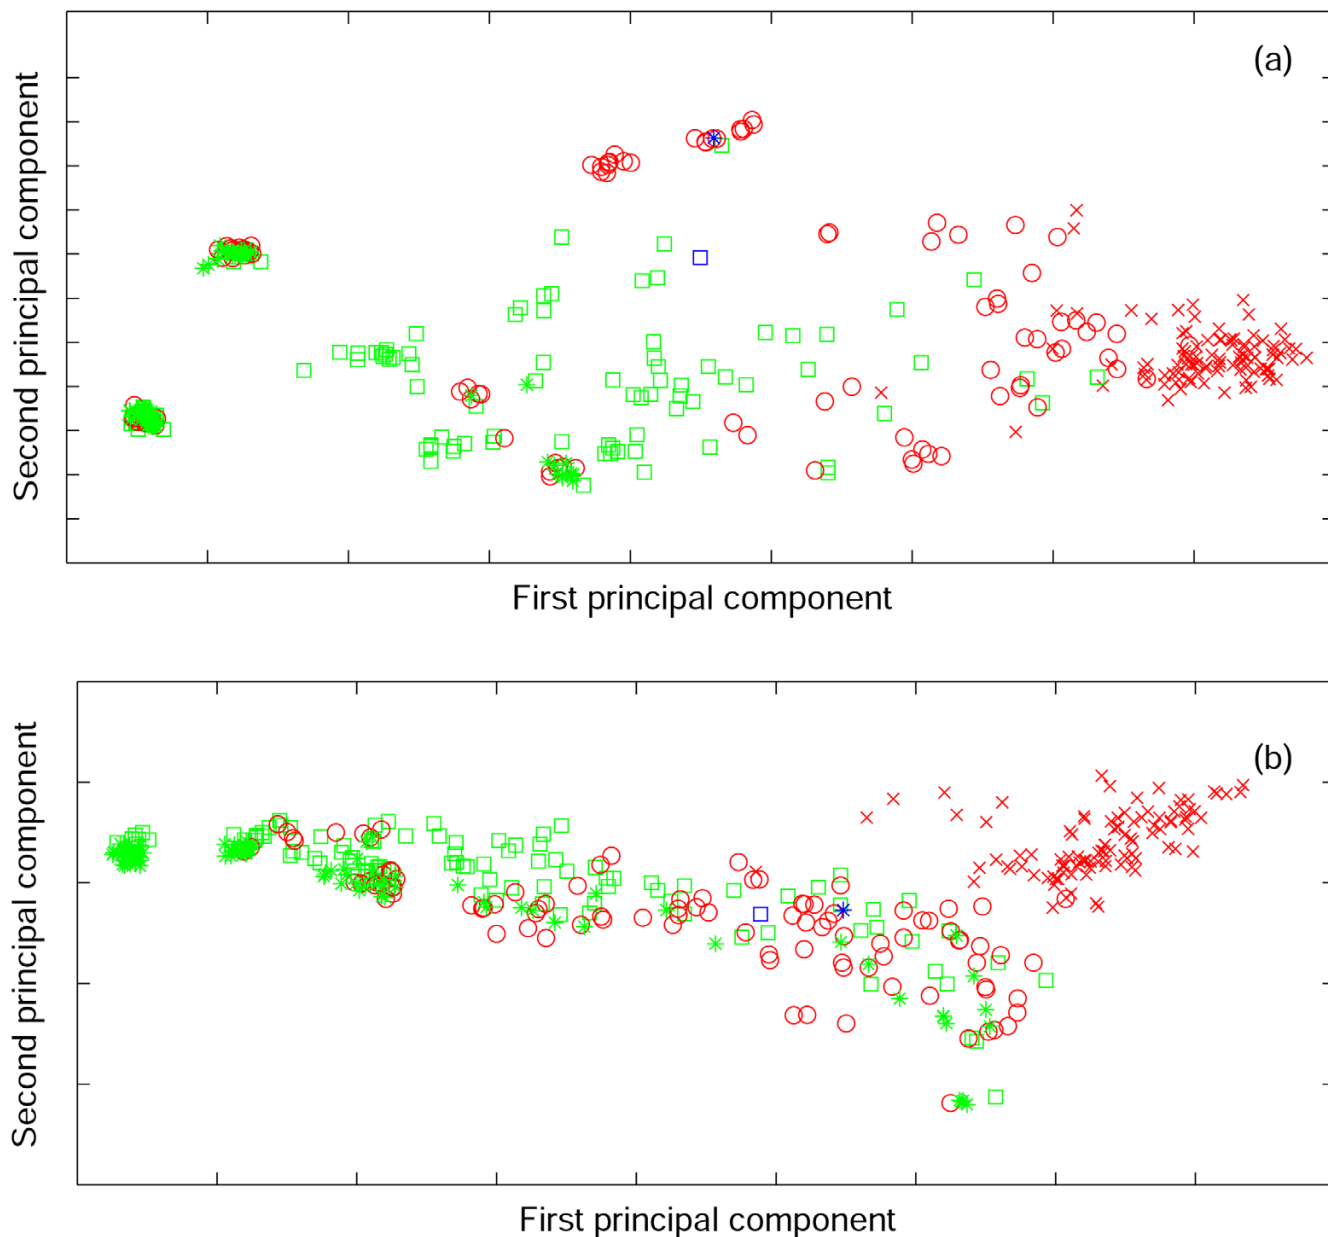 (a)
Second principal component
First principal component
(b)
Second principal component
First principal component